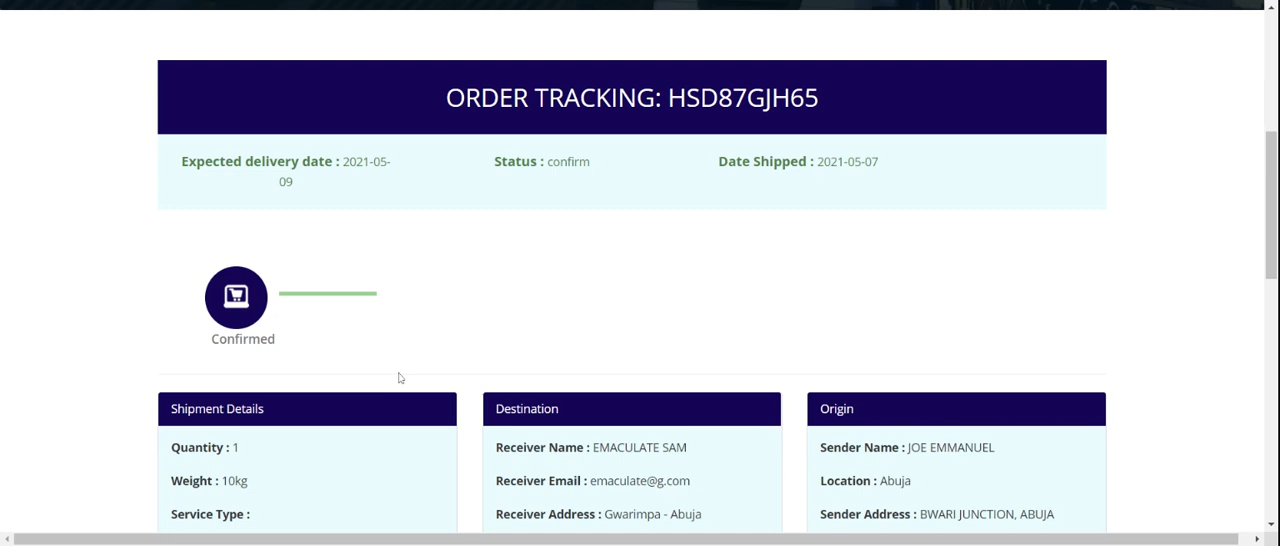 ORDER TRACKING: HSD87GJH65
Expected delivery date : 2021-05-
09
Status : confirm
Date Shipped : 2021-05-07
Confirmed
Shipment Details
Quantity : 1
Weight : 10kg
Service Type :
Destination
Receiver Name : EMACULATE SAM
Receiver Email : emaculate@g.com
Receiver Address : Gwarimpa - Abuja
Origin
Sender Name : JOE EMMANUEL
Location : Abuja
Sender Address : BWARI JUNCTION, ABUJA